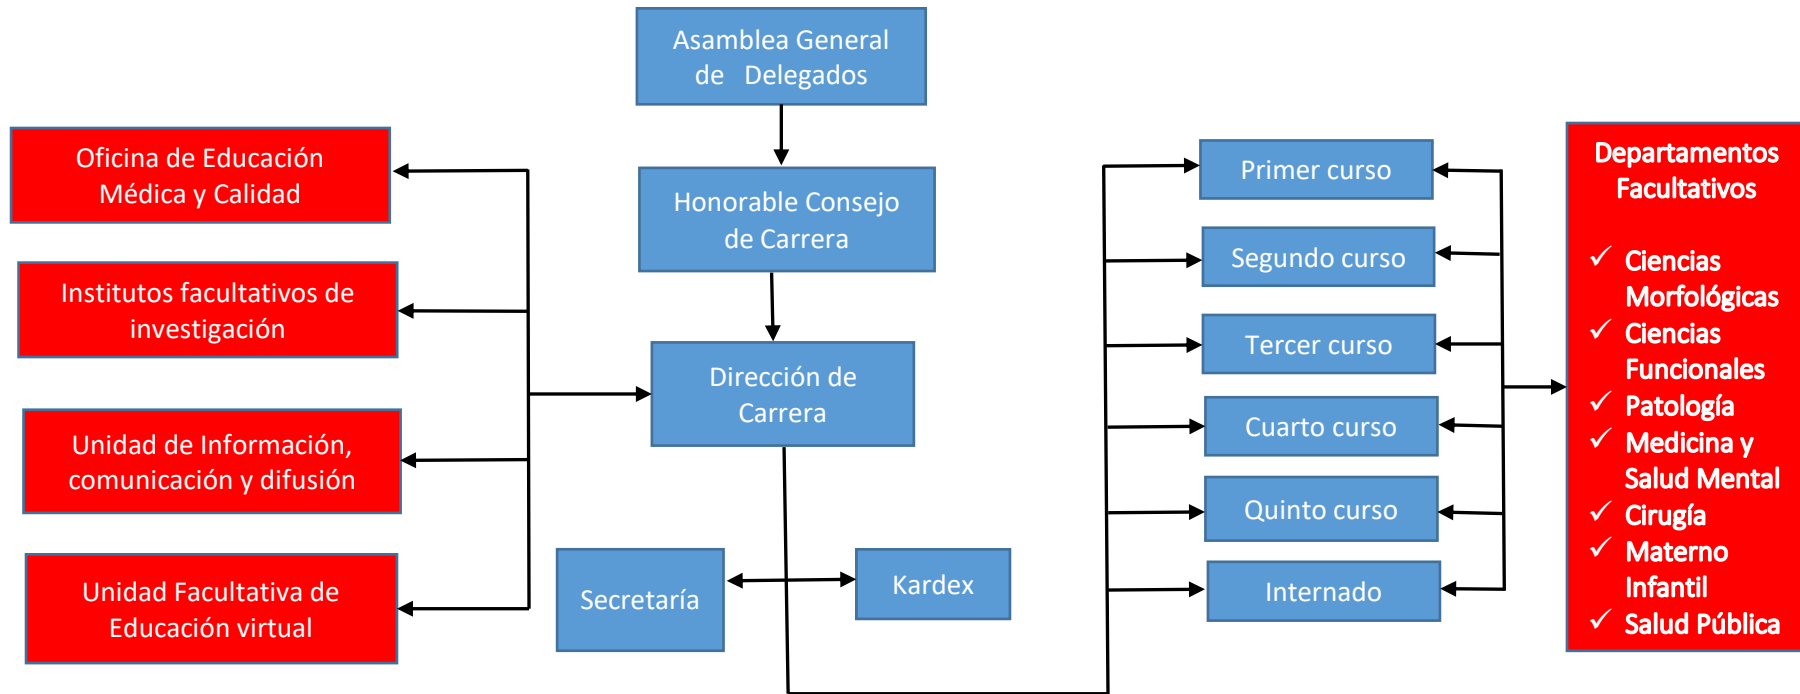 Asamblea General
de Delegados
Oficina de Educación
Médica y Calidad
Honorable Consejo
de Carrera
Institutos facultativos de
investigación
Dirección de
Carrera
Unidad de Información,
comunicación y difusión
Unidad Facultativa de
Educación virtual
Secretaría
Kardex
Primer curso
Segundo curso
Tercer curso
Cuarto curso
Quinto curso
Internado
Departamentos
Facultativos
✓ Ciencias
Morfológicas
✓ Ciencias
Funcionales
✓ Patología
✓ Medicina y
Salud Mental
✓ Cirugía
✓ Materno
Infantil
✓ Salud Pública